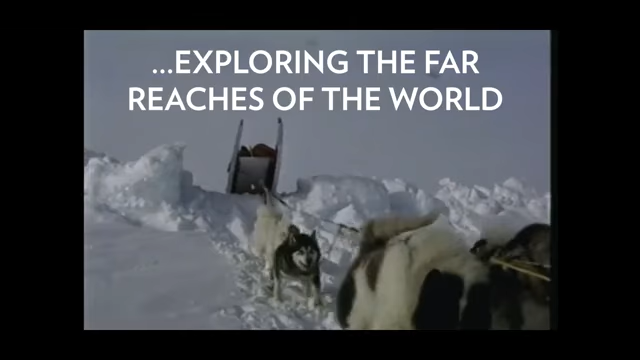 ...EXPLORING THE FAR
REACHES OF THE WORLD